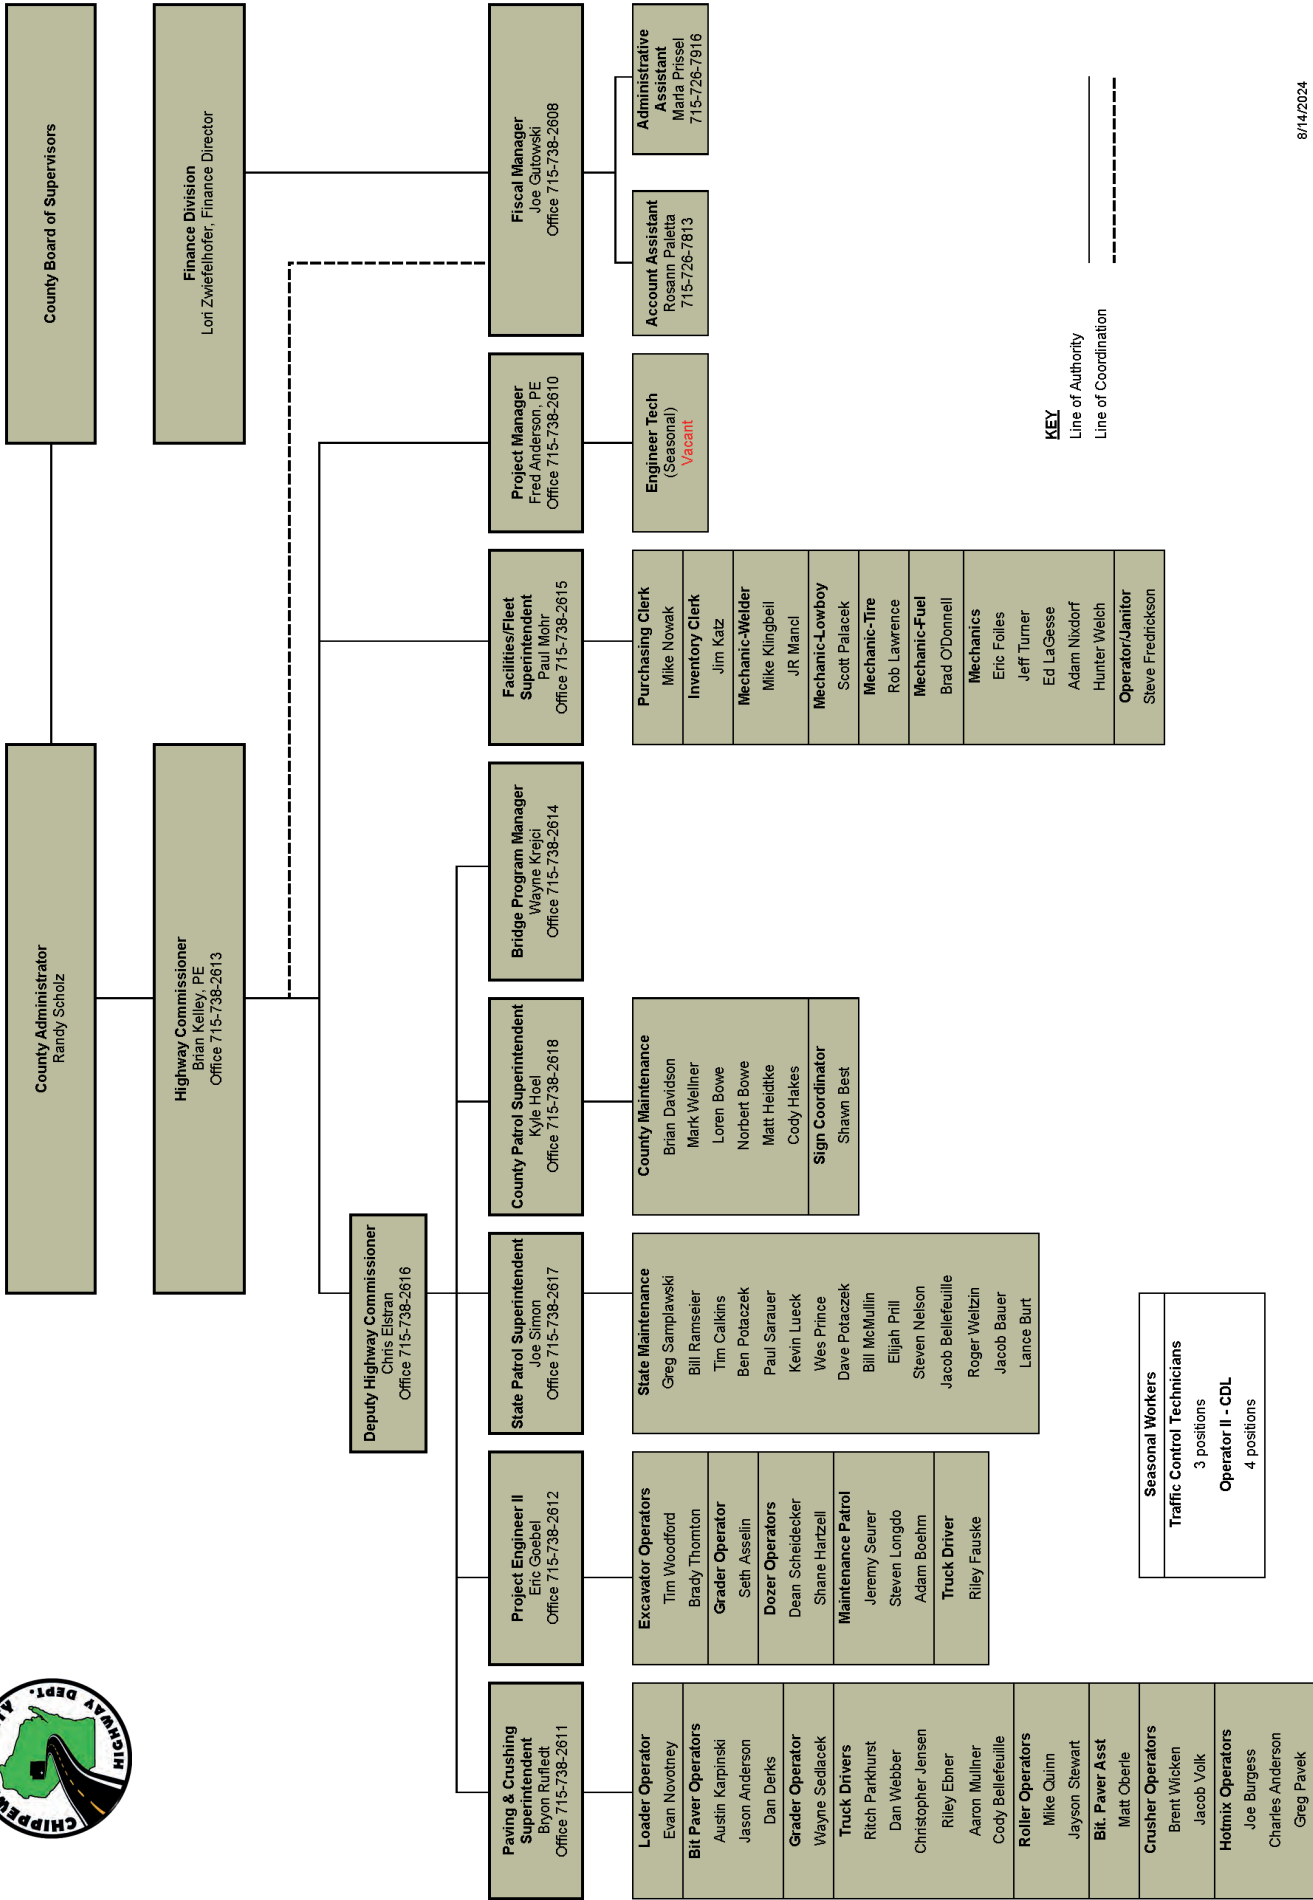 CHIPPEW
HIGHWAY DEPT.
County Administrator
Randy Scholz
County Board of Supervisors
Highway Commissioner
Brian Kelley, PE
Office 715-738-2613
Finance Division
Lori Zwiefelhofer, Finance Director
Deputy Highway Commissioner
Chris Elstran
Office 715-738-2616
Paving & Crushing
Superintendent
Bryon Rufledt
Office 715-738-2611
Project Engineer II
Eric Goebel
Office 715-738-2612
State Patrol Superintendent
Joe Simon
Office 715-738-2617
County Patrol Superintendent
Kyle Hoel
Office 715-738-2618
Bridge Program Manager
Wayne Krejci
Office 715-738-2614
Facilities/Fleet
Superintendent
Paul Mohr
Office 715-738-2615
Project Manager
Fred Anderson, PE
Office 715-738-2610
Fiscal Manager
Joe Gutowski
Office 715-738-2608
Loader Operator
Evan Novotney
Bit Paver Operators
Austin Karpinski
Jason Anderson
Dan Derks
Grader Operator
Wayne Sedlacek
Truck Drivers
Ritch Parkhurst
Dan Webber
Christopher Jensen
Riley Ebner
Aaron Mullner
Cody Bellefeuille
Roller Operators
Mike Quinn
Jayson Stewart
Bit. Paver Asst
Matt Oberle
Crusher Operators
Brent Wicken
Jacob Volk
Hotmix Operators
Joe Burgess
Charles Anderson
Greg Pavek
Excavator Operators
Tim Woodford
Brady Thornton
Grader Operator
Seth Asselin
Dozer Operators
Dean Scheidecker
Shane Hartzell
Maintenance Patrol
Jeremy Seurer
Steven Longdo
Adam Boehm
Truck Driver
Riley Fauske
State Maintenance
Greg Samplawski
Bill Ramseier
Tim Calkins
Ben Potaczek
Paul Sarauer
Kevin Lueck
Wes Prince
Dave Potaczek
Bill McMullin
Elijah Prill
Steven Nelson
Jacob Bellefeuille
Roger Weltzin
Jacob Bauer
Lance Burt
County Maintenance
Brian Davidson
Mark Wellner
Loren Bowe
Norbert Bowe
Matt Heidtke
Cody Hakes
Sign Coordinator
Shawn Best
Purchasing Clerk
Mike Nowak
Inventory Clerk
Jim Katz
Mechanic-Welder
Mike Klingbeil
JR Mancl
Mechanic-Lowboy
Scott Palacek
Mechanic-Tire
Rob Lawrence
Mechanic-Fuel
Brad O'Donnell
Mechanics
Eric Foiles
Jeff Turner
Ed LaGesse
Adam Nixdorf
Hunter Welch
Operator/Janitor
Steve Fredrickson
Engineer Tech
(Seasonal)
Vacant
Account Assistant
Rosann Paletta
715-726-7813
Administrative
Assistant
Marla Prissel
715-726-7916
Seasonal Workers
Traffic Control Technicians
3 positions
Operator II - CDL
4 positions
KEY
Line of Authority
Line of Coordination
8/14/2024